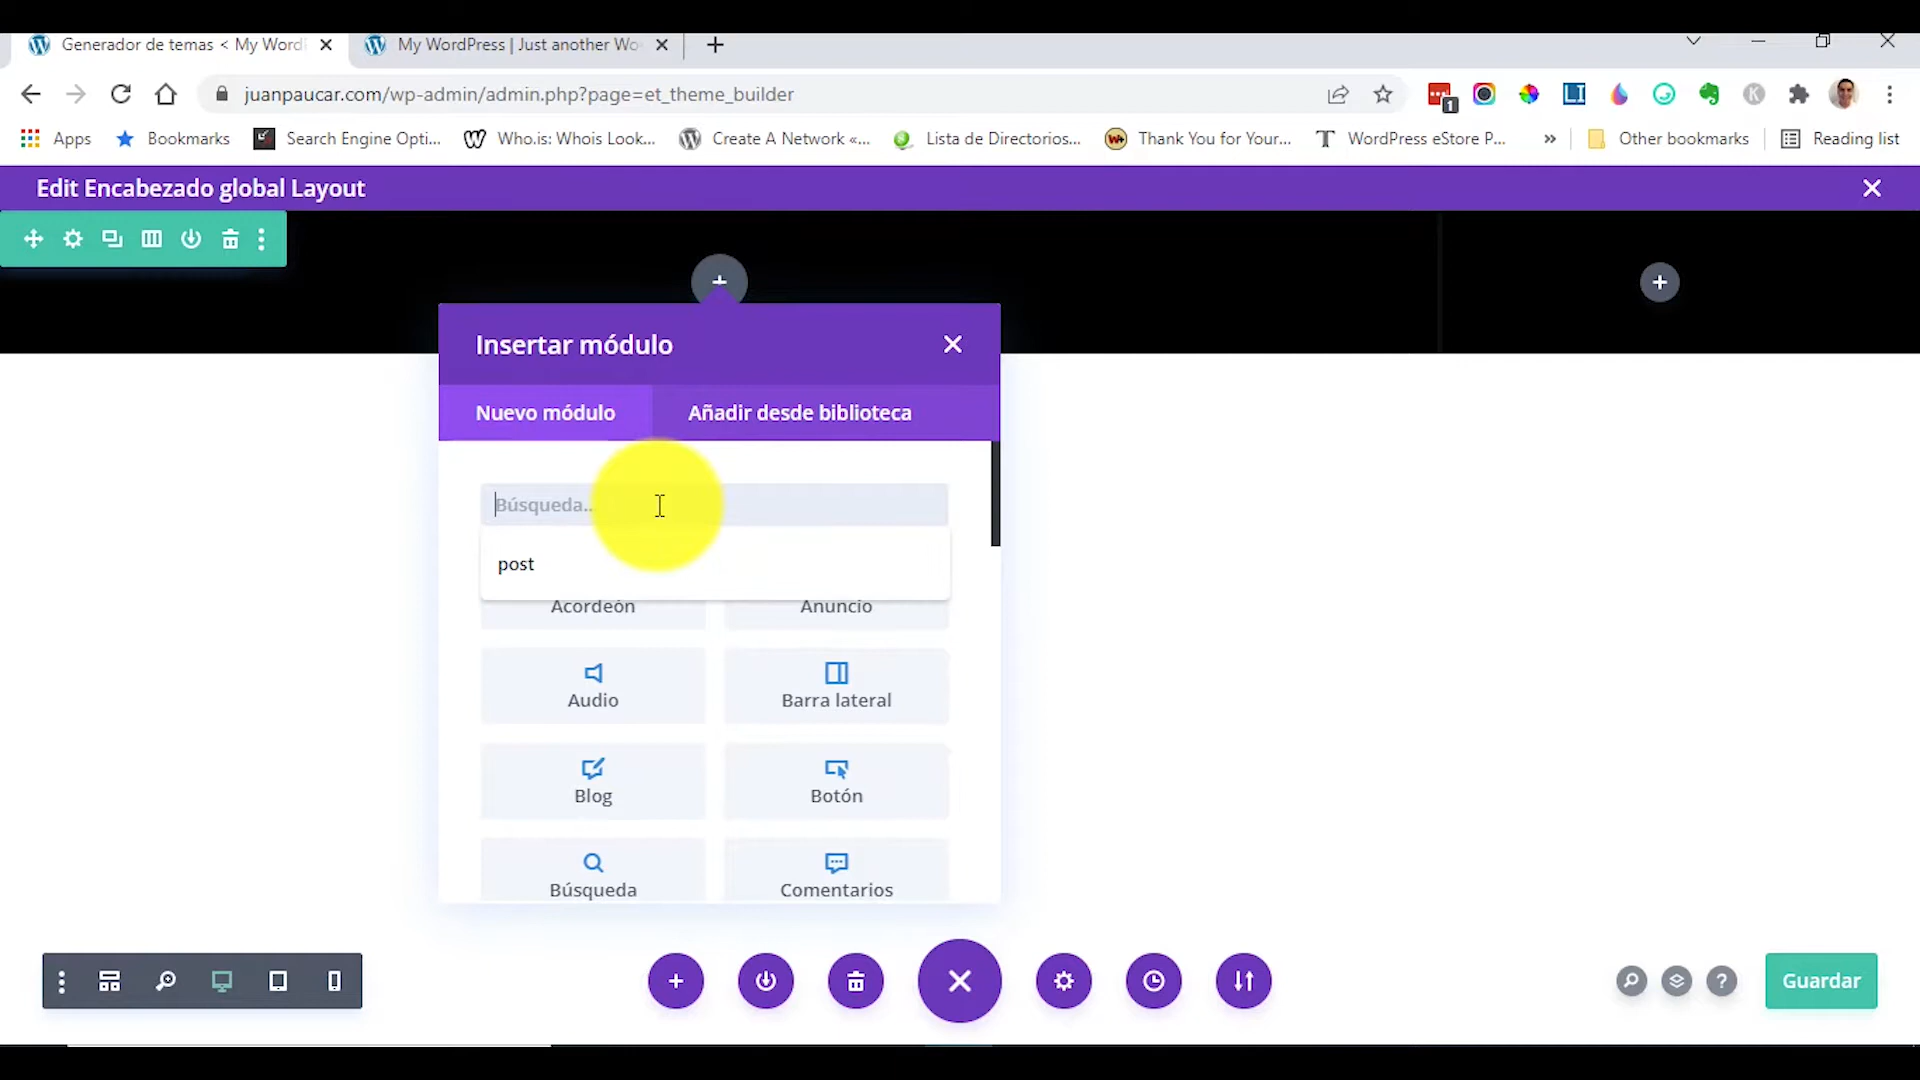 Generador de temas < My Word
My WordPress | Just another Wo
juanpaucar.com/wp-admin/admin.php?page=et_theme_builder
1
Apps
Bookmarks
Search Engine Opti...
Who.is: Whois Look...
Create A Network «...
Lista de Directorios...
Thank You for Your...
WordPress eStore P...
»
Other bookmarks
Reading list
Edit Encabezado global Layout
Insertar módulo
Nuevo módulo
Añadir desde biblioteca
Búsqueda...
post
Acordeón
Anuncio
Audio
Barra lateral
Blog
Botón
Búsqueda
Comentarios
Guardar